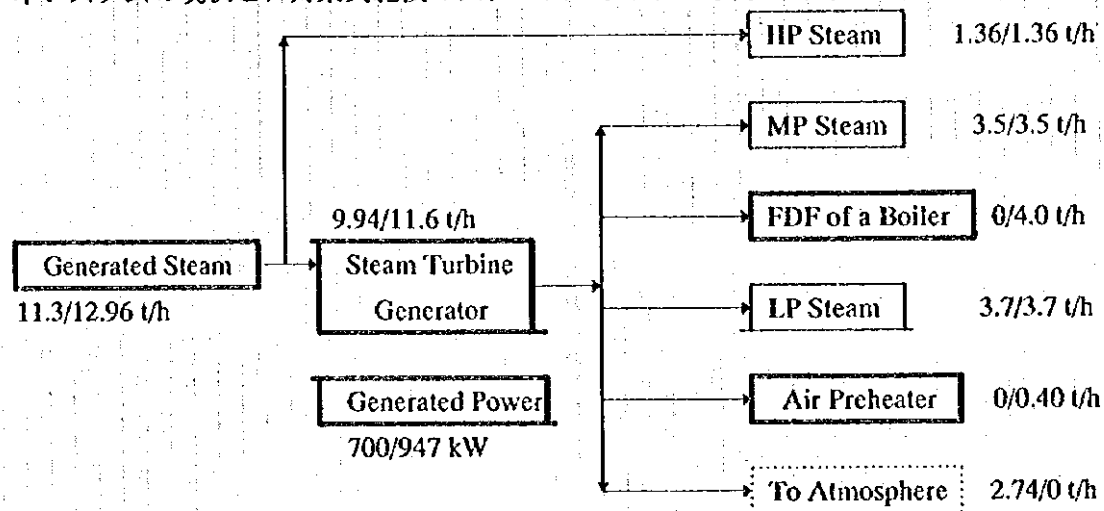 HP Steam 1.36/1.36 t/h
MP Steam 3.5/3.5 t/h
9.94/11.6 t/h
FDF of a Boiler 0/4.0 t/h
Generated Steam
Steam Turbine
Generator
11.3/12.96 t/h
LP Steam 3.7/3.7 t/h
Generated Power
700/947 kW
Air Preheater 0/0.40 t/h
To Atmosphere 2.74/0 t/h